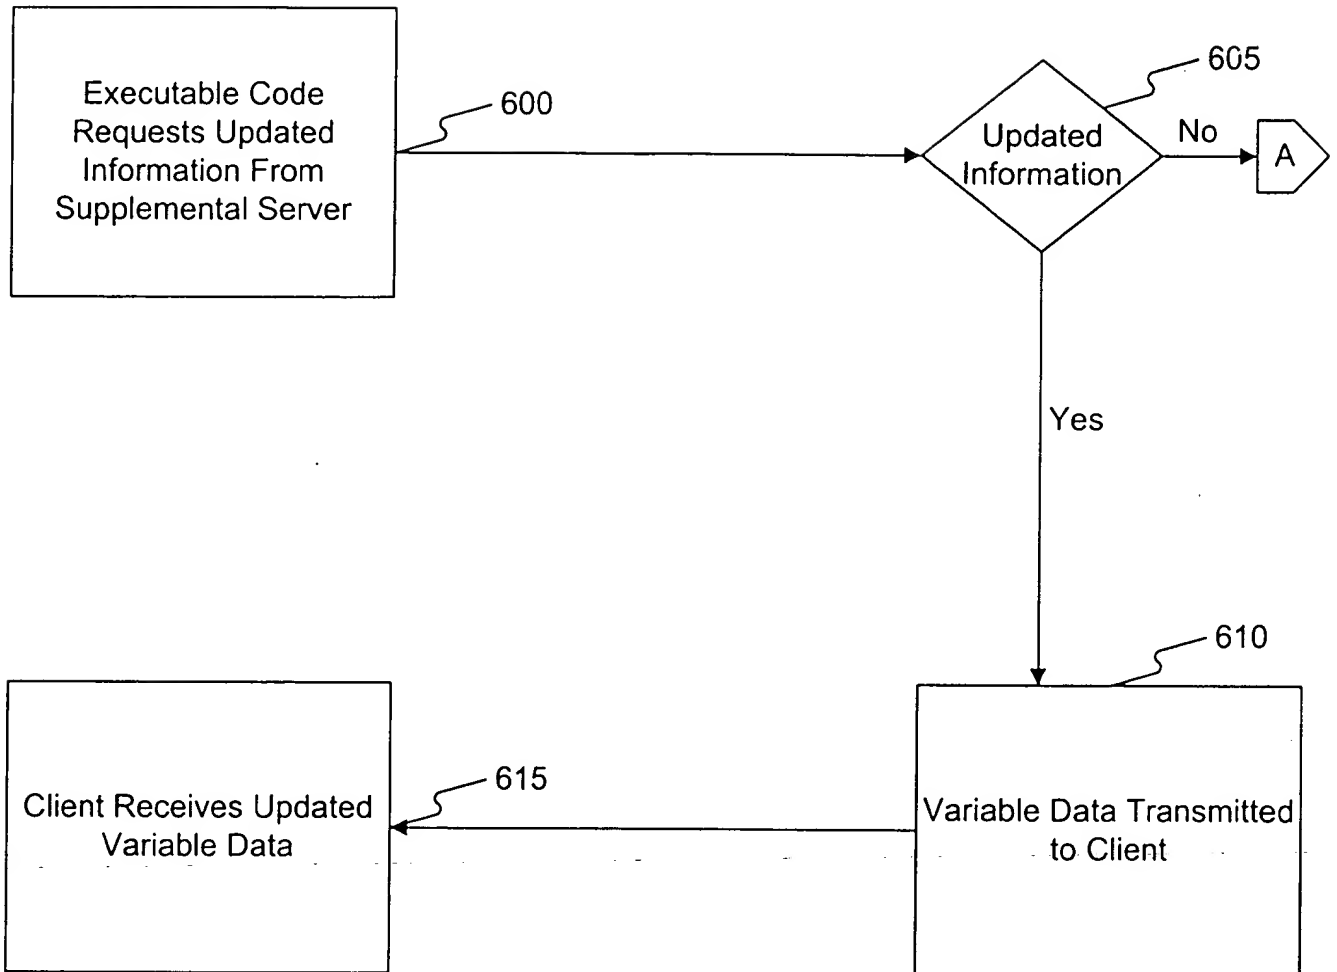 Executable Code
Requests Updated
Information From
Supplemental Server
600
605
Updated
Information
No
A
Yes
610
Variable Data Transmitted
to Client
615
Client Receives Updated
Variable Data